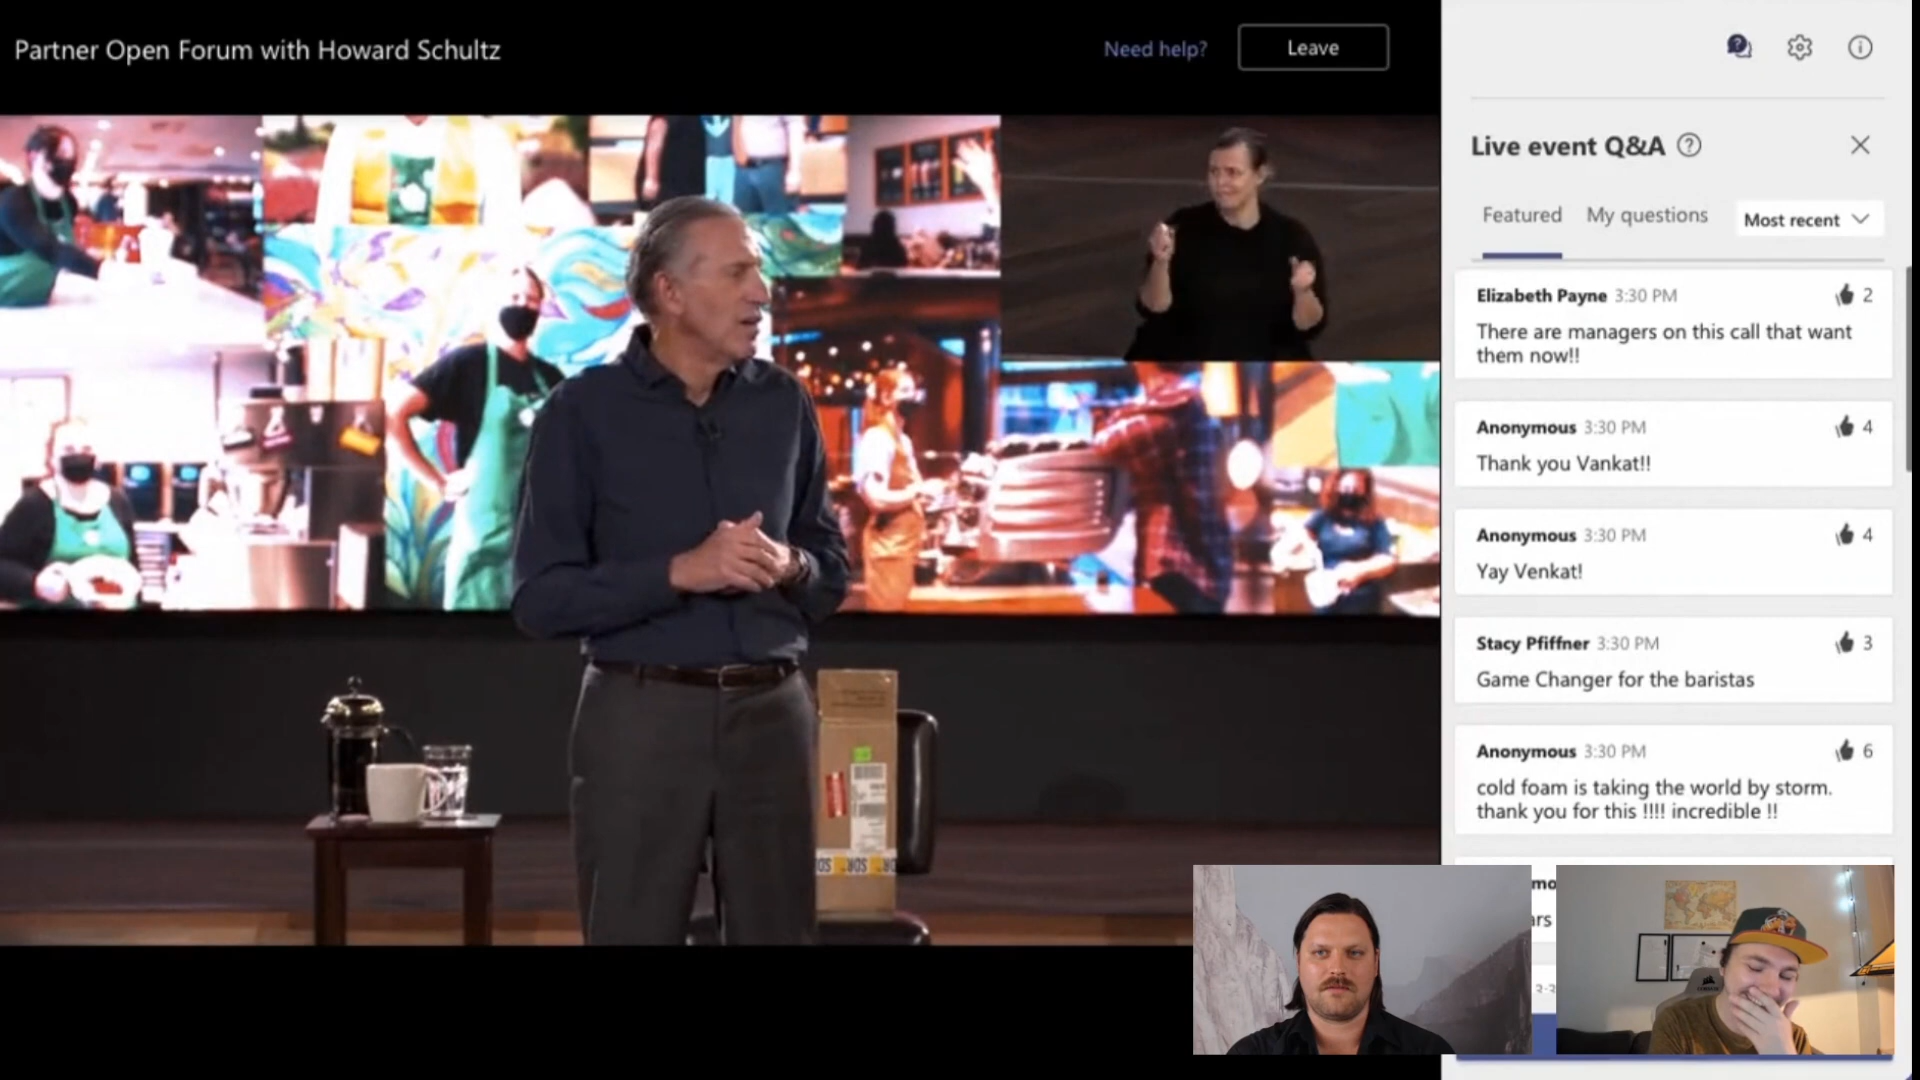 Partner Open Forum with Howard Schultz
Need help?
Leave
Live event Q&A
Featured
My questions
Most recent
Elizabeth Payne 3:30 PM
2
There are managers on this call that want
them now!!
Anonymous 3:30 PM
4
Thank you Vankat!!
Anonymous 3:30 PM
4
Yay Venkat!
Stacy Pfiffner 3:30 PM
3
Game Changer for the baristas
Anonymous 3:30 PM
6
cold foam is taking the world by storm.
thank you for this !!!! incredible !!